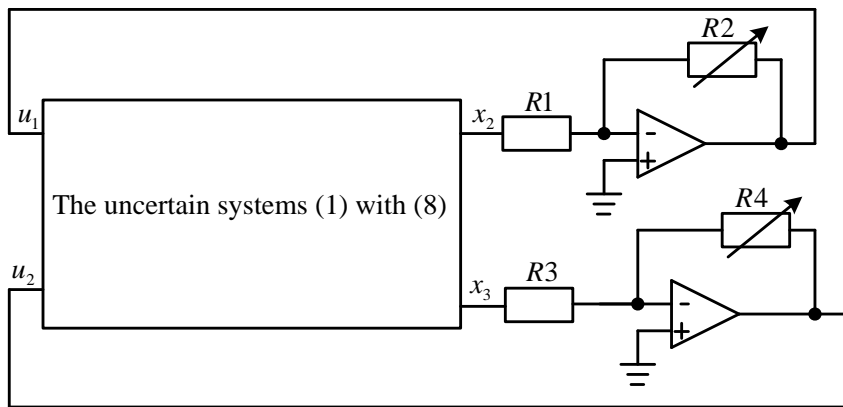 R2
u1
x2
R1
-
+
The uncertain systems (1) with (8)
R4
u2
x3
R3
-
+